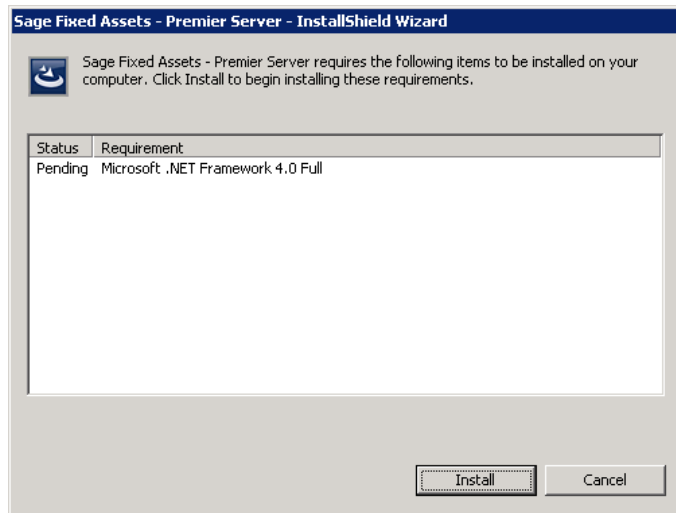 Sage Fixed Assets - Premier Server - InstallShield Wizard
Sage Fixed Assets - Premier Server requires the following items to be installed on your
computer. Click Install to begin installing these requirements.
Status Requirement
Pending Microsoft .NET Framework 4.0 Full
Install Cancel